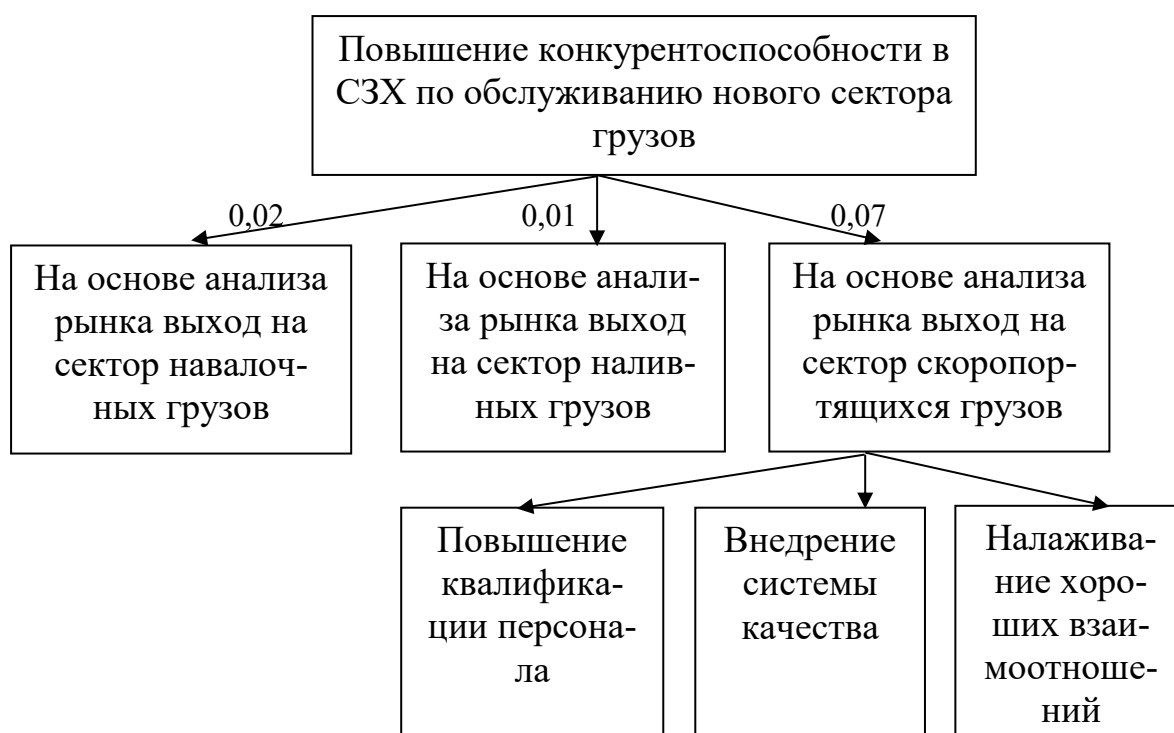 Повышение конкурентоспособности в
СЗХ по обслуживанию нового сектора
грузов
0,02
0,01
0,07
На основе анализа
рынка выход на
сектор навалоч-
ных грузов
На основе анали-
за рынка выход
на сектор налив-
ных грузов
На основе анализа
рынка выход на
сектор скоропор-
тящихся грузов
Повышение
квалифика-
ции персона-
ла
Внедрение
системы
качества
Налажива-
ние хоро-
ших взаи-
моотноше-
ний